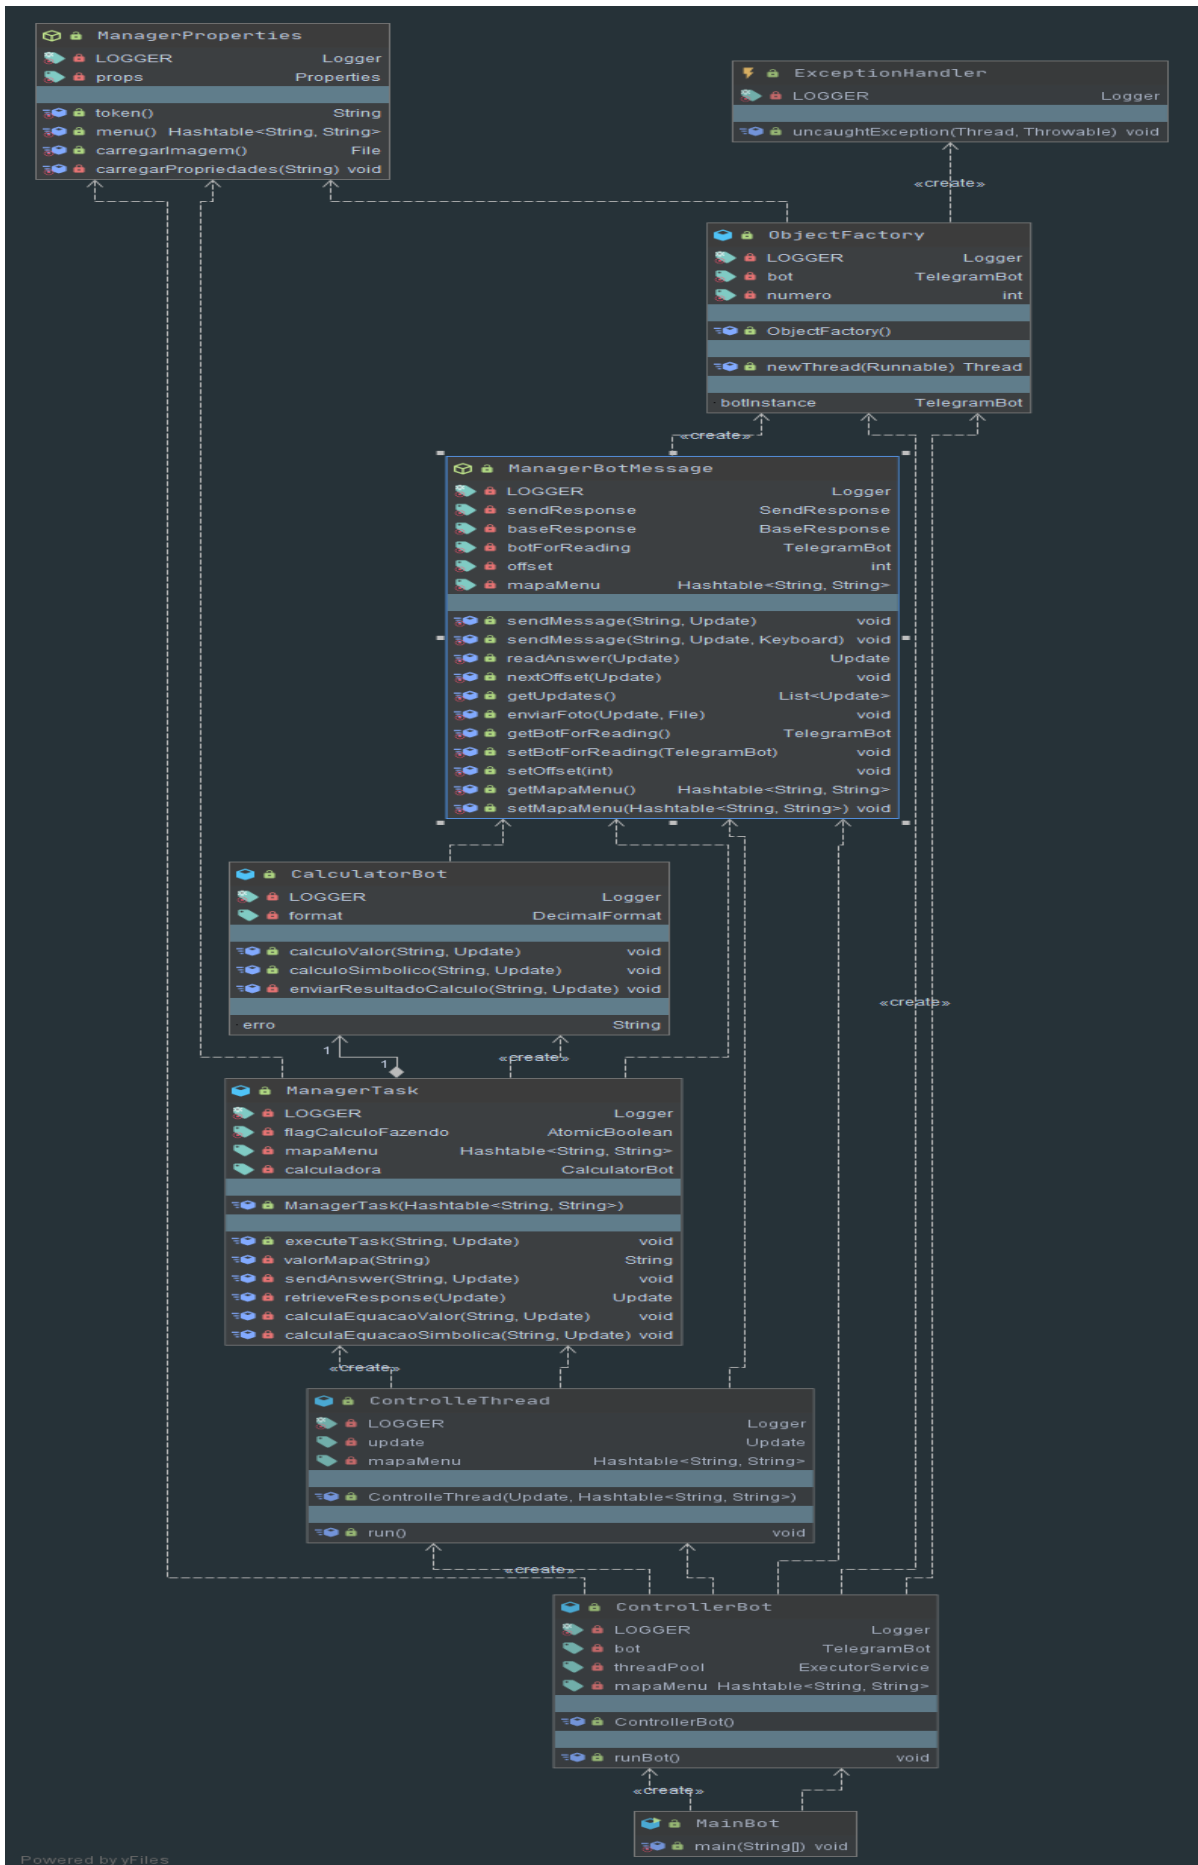 ManagerProperties
LOGGER Logger
props Properties
token() String
menu() Hashtable<String, String>
carregarImagem() File
carregarPropriedades(String) void
ExceptionHandler
LOGGER Logger
uncaughtException(Thread, Throwable) void
«create»
ObjectFactory
LOGGER Logger
bot TelegramBot
numero int
ObjectFactory()
newThread(Runnable) Thread
botInstance TelegramBot
«create»
ManagerBotMessage
LOGGER Logger
sendResponse SendResponse
baseResponse BaseResponse
botForReading TelegramBot
offset int
mapaMenu Hashtable<String, String>
sendMessage(String, Update) void
sendMessage(String, Update, Keyboard) void
readAnswer(Update) Update
nextOffset(Update) void
getUpdates() List<Update>
enviarFoto(Update, File) void
getBotForReading() TelegramBot
setBotForReading(TelegramBot) void
setOffset(int) void
getMapaMenu() Hashtable<String, String>
setMapaMenu(Hashtable<String, String>) void
CalculatorBot
LOGGER Logger
format DecimalFormat
calculoValor(String, Update) void
calculoSimbolico(String, Update) void
enviarResultadoCalculo(String, Update) void
erro String
«create»
1
1
«create»
ManagerTask
LOGGER Logger
flagCalculoFazendo AtomicBoolean
mapaMenu Hashtable<String, String>
calculadora CalculatorBot
ManagerTask(Hashtable<String, String>)
executeTask(String, Update) void
valorMapa(String) String
sendAnswer(String, Update) void
retrieveResponse(Update) Update
calculaEquacaoValor(String, Update) void
calculaEquacaoSimbolica(String, Update) void
«create»
ControlleThread
LOGGER Logger
update Update
mapaMenu Hashtable<String, String>
ControlleThread(Update, Hashtable<String, String>)
run() void
«create»
ControllerBot
LOGGER Logger
bot TelegramBot
threadPool ExecutorService
mapaMenu Hashtable<String, String>
ControllerBot()
runBot() void
«create»
MainBot
main(String[]) void
Powered by yFiles